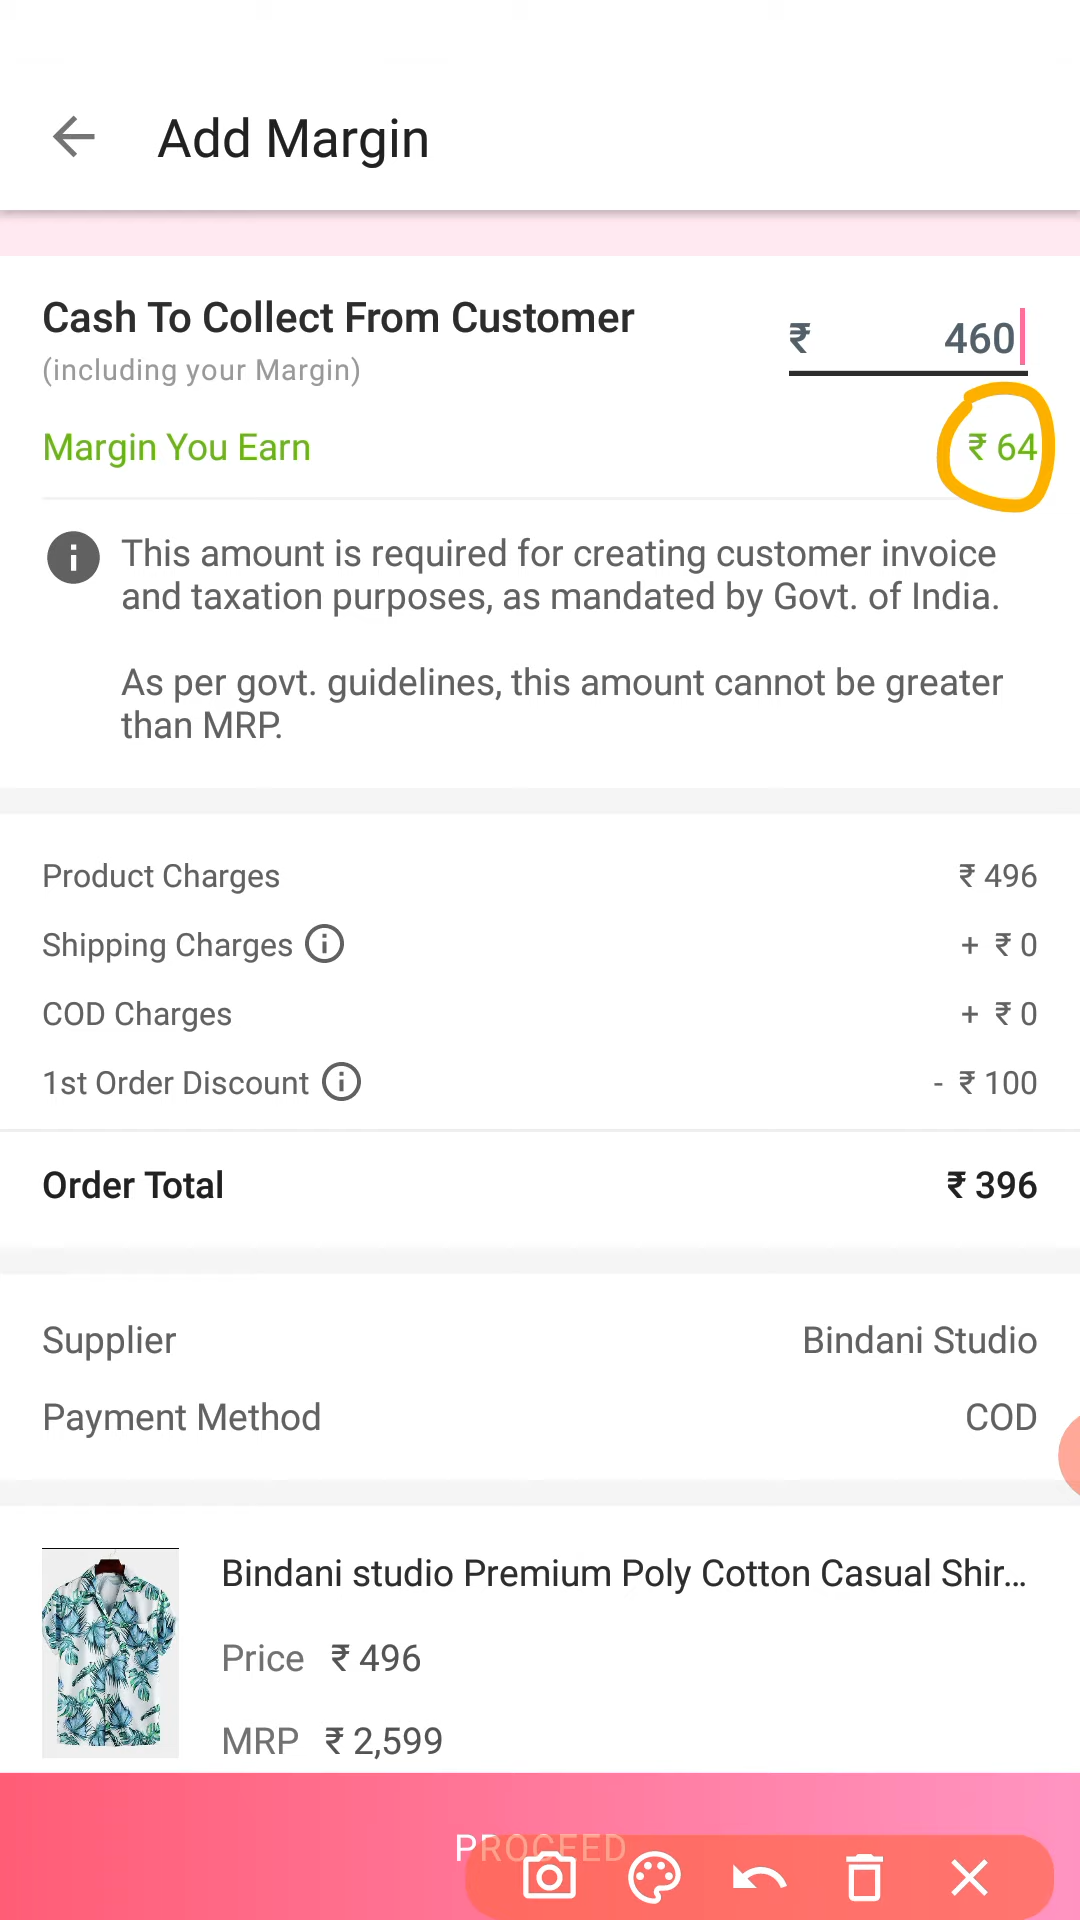 Add Margin
Cash To Collect From Customer
₹ 460
(including your Margin)
Margin You Earn ₹ 64
This amount is required for creating customer invoice
and taxation purposes, as mandated by Govt. of India.
As per govt. guidelines, this amount cannot be greater
than MRP.
Product Charges ₹ 496
Shipping Charges + ₹ 0
COD Charges + ₹ 0
1st Order Discount - ₹ 100
Order Total ₹ 396
Supplier Bindani Studio
Payment Method COD
Bindani studio Premium Poly Cotton Casual Shir...
Price ₹ 496
MRP ₹ 2,599
PROCEED